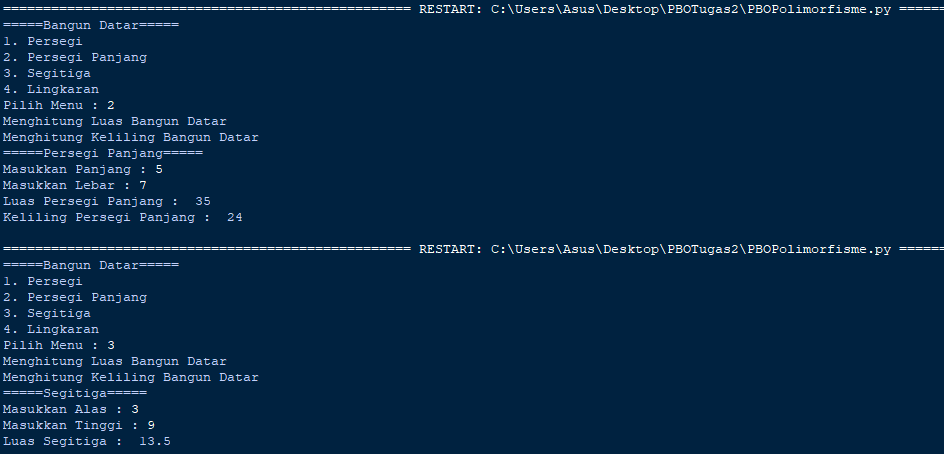 =================================================== RESTART: C:\Users\Asus\Desktop\PBOTugas2\PBOPolimorfisme.py ======
=====Bangun Datar=====
1. Persegi
2. Persegi Panjang
3. Segitiga
4. Lingkaran
Pilih Menu : 2
Menghitung Luas Bangun Datar
Menghitung Keliling Bangun Datar
=====Persegi Panjang=====
Masukkan Panjang : 5
Masukkan Lebar : 7
Luas Persegi Panjang :  35
Keliling Persegi Panjang :  24
=================================================== RESTART: C:\Users\Asus\Desktop\PBOTugas2\PBOPolimorfisme.py ======
=====Bangun Datar=====
1. Persegi
2. Persegi Panjang
3. Segitiga
4. Lingkaran
Pilih Menu : 3
Menghitung Luas Bangun Datar
Menghitung Keliling Bangun Datar
=====Segitiga=====
Masukkan Alas : 3
Masukkan Tinggi : 9
Luas Segitiga :  13.5